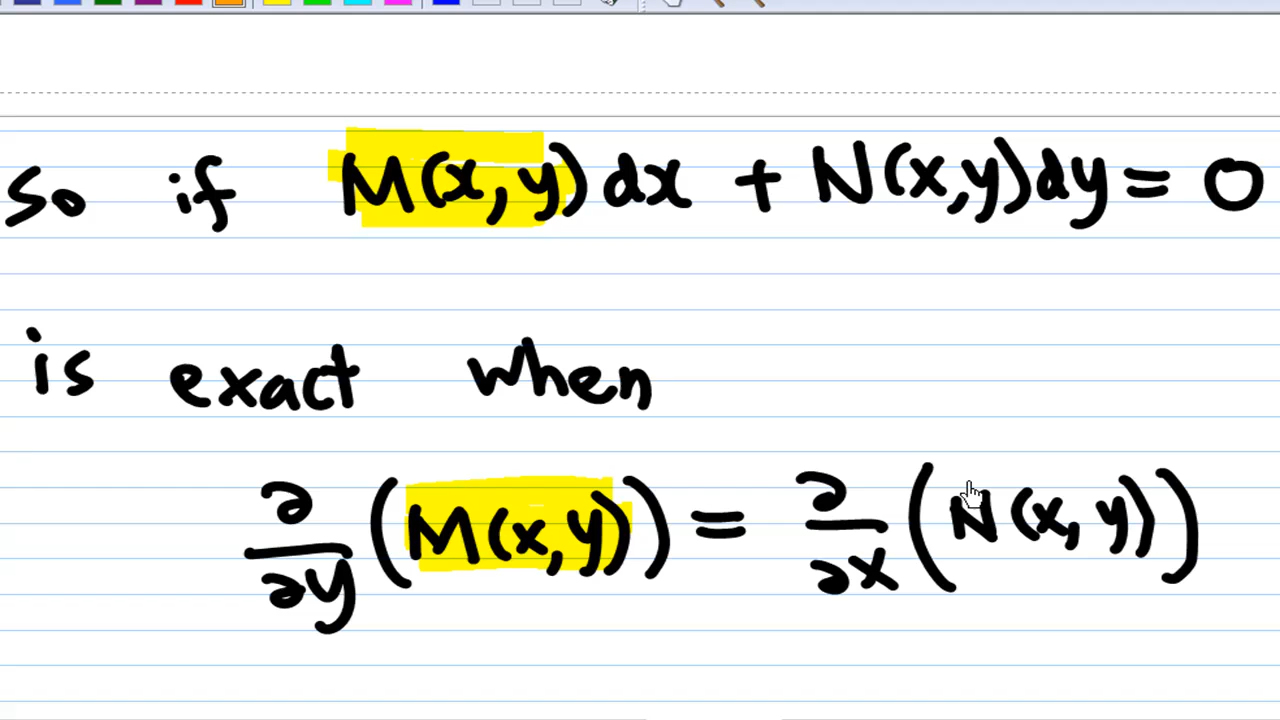 So if M(x,y)dx + N(x,y)dy = 0
is exact when
∂/∂y (M(x,y)) = ∂/∂x (N(x,y))